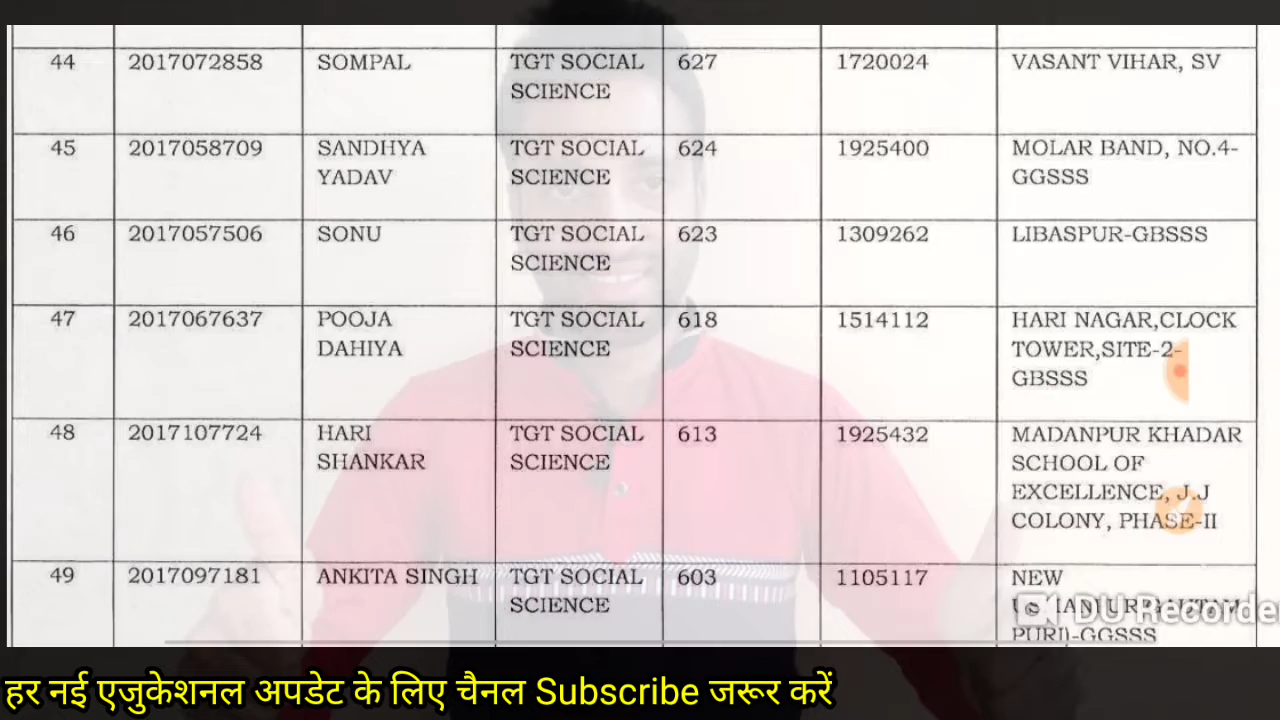 44 2017072858 SOMPAL TGT SOCIAL 627 1720024 VASANT VIHAR, SV
SCIENCE
45 2017058709 SANDHYA TGT SOCIAL 624 1925400 MOLAR BAND, NO.4-
YADAV SCIENCE GGSSS
46 2017057506 SONU TGT SOCIAL 623 1309262 LIBASPUR-GBSSS
SCIENCE
47 2017067637 POOJA TGT SOCIAL 618 1514112 HARI NAGAR,CLOCK
DAHIYA SCIENCE TOWER,SITE-2-
GBSSS
48 2017107724 HARI TGT SOCIAL 613 1925432 MADANPUR KHADAR
SHANKAR SCIENCE SCHOOL OF
EXCELLENCE, J.J
COLONY, PHASE-II
49 2017097181 ANKITA SINGH TGT SOCIAL 603 1105117 NEW
SCIENCE
PURI)-GGSSS
DU Recorder
हर नई एजुकेशनल अपडेट के लिए चैनल Subscribe जरूर करें